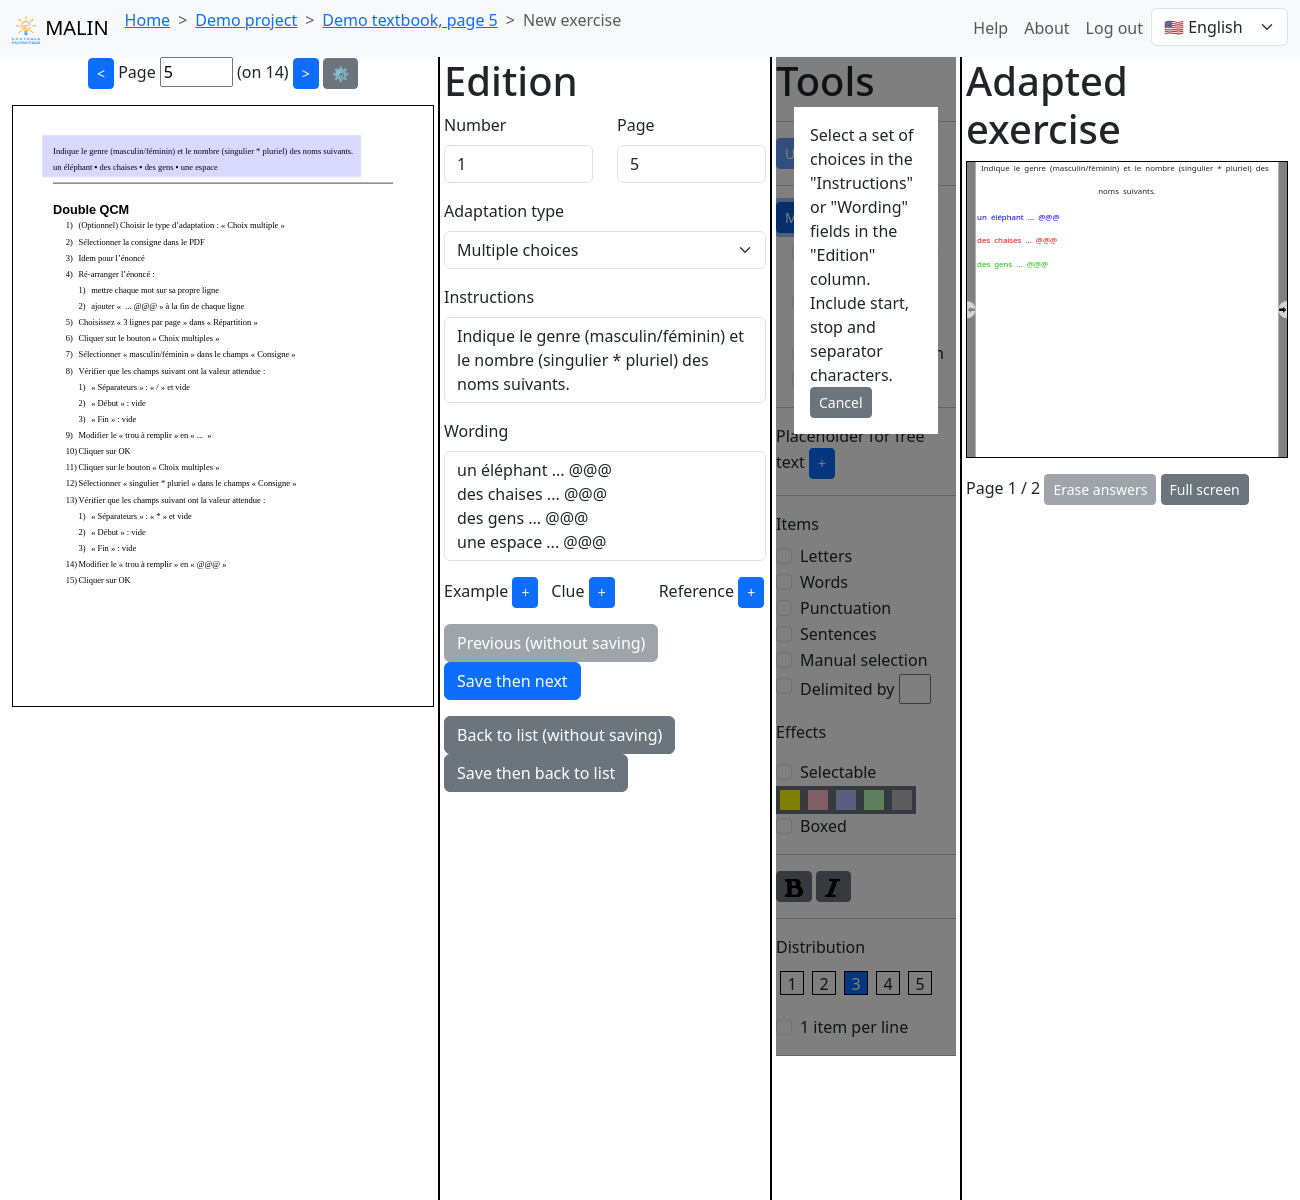 MALIN
Home > Demo project > Demo textbook, page 5 > New exercise
Help About Log out 🇺🇸 English
< Page 5 (on 14) > ⚙️
Indique le genre (masculin/féminin) et le nombre (singulier * pluriel) des noms suivants.
un éléphant • des chaises • des gens • une espace
Double QCM
1) (Optionnel) Choisir le type d’adaptation : « Choix multiple »
2) Sélectionner la consigne dans le PDF
3) Idem pour l’énoncé
4) Ré-arranger l’énoncé :
1) mettre chaque mot sur sa propre ligne
2) ajouter « ... @@@ » à la fin de chaque ligne
5) Choisissez « 3 lignes par page » dans « Répartition »
6) Cliquer sur le bouton « Choix multiples »
7) Sélectionner « masculin/féminin » dans le champs « Consigne »
8) Vérifier que les champs suivant ont la valeur attendue :
1) « Séparateurs » : « / » et vide
2) « Début » : vide
3) « Fin » : vide
9) Modifier le « trou à remplir » en « ... »
10) Cliquer sur OK
11) Cliquer sur le bouton « Choix multiples »
12) Sélectionner « singulier * pluriel » dans le champs « Consigne »
13) Vérifier que les champs suivant ont la valeur attendue :
1) « Séparateurs » : « * » et vide
2) « Début » : vide
3) « Fin » : vide
14) Modifier le « trou à remplir » en « @@@ »
15) Cliquer sur OK
Edition
Number
Page
1
5
Adaptation type
Multiple choices
Instructions
Indique le genre (masculin/féminin) et
le nombre (singulier * pluriel) des
noms suivants.
Wording
un éléphant ... @@@
des chaises ... @@@
des gens ... @@@
une espace ... @@@
Example + Clue + Reference +
Previous (without saving)
Save then next
Back to list (without saving)
Save then back to list
Tools
Select a set of
choices in the
"Instructions"
or "Wording"
fields in the
"Edition"
column.
Include start,
stop and
separator
characters.
Cancel
Placeholder for free
text +
Items
Letters
Words
Punctuation
Sentences
Manual selection
Delimited by
Effects
Selectable
Boxed
B I
Distribution
1 2 3 4 5
1 item per line
Adapted
exercise
Indique le genre (masculin/féminin) et le nombre (singulier * pluriel) des
noms suivants.
un éléphant ... @@@
des chaises ... @@@
des gens ... @@@
Page 1 / 2 Erase answers Full screen